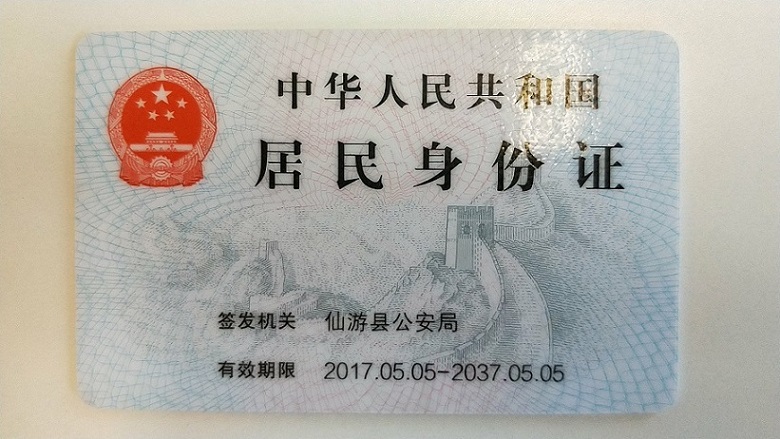 中华人民共和国
居民身份证
签发机关 仙游县公安局
有效期限 2017.05.05-2037.05.05